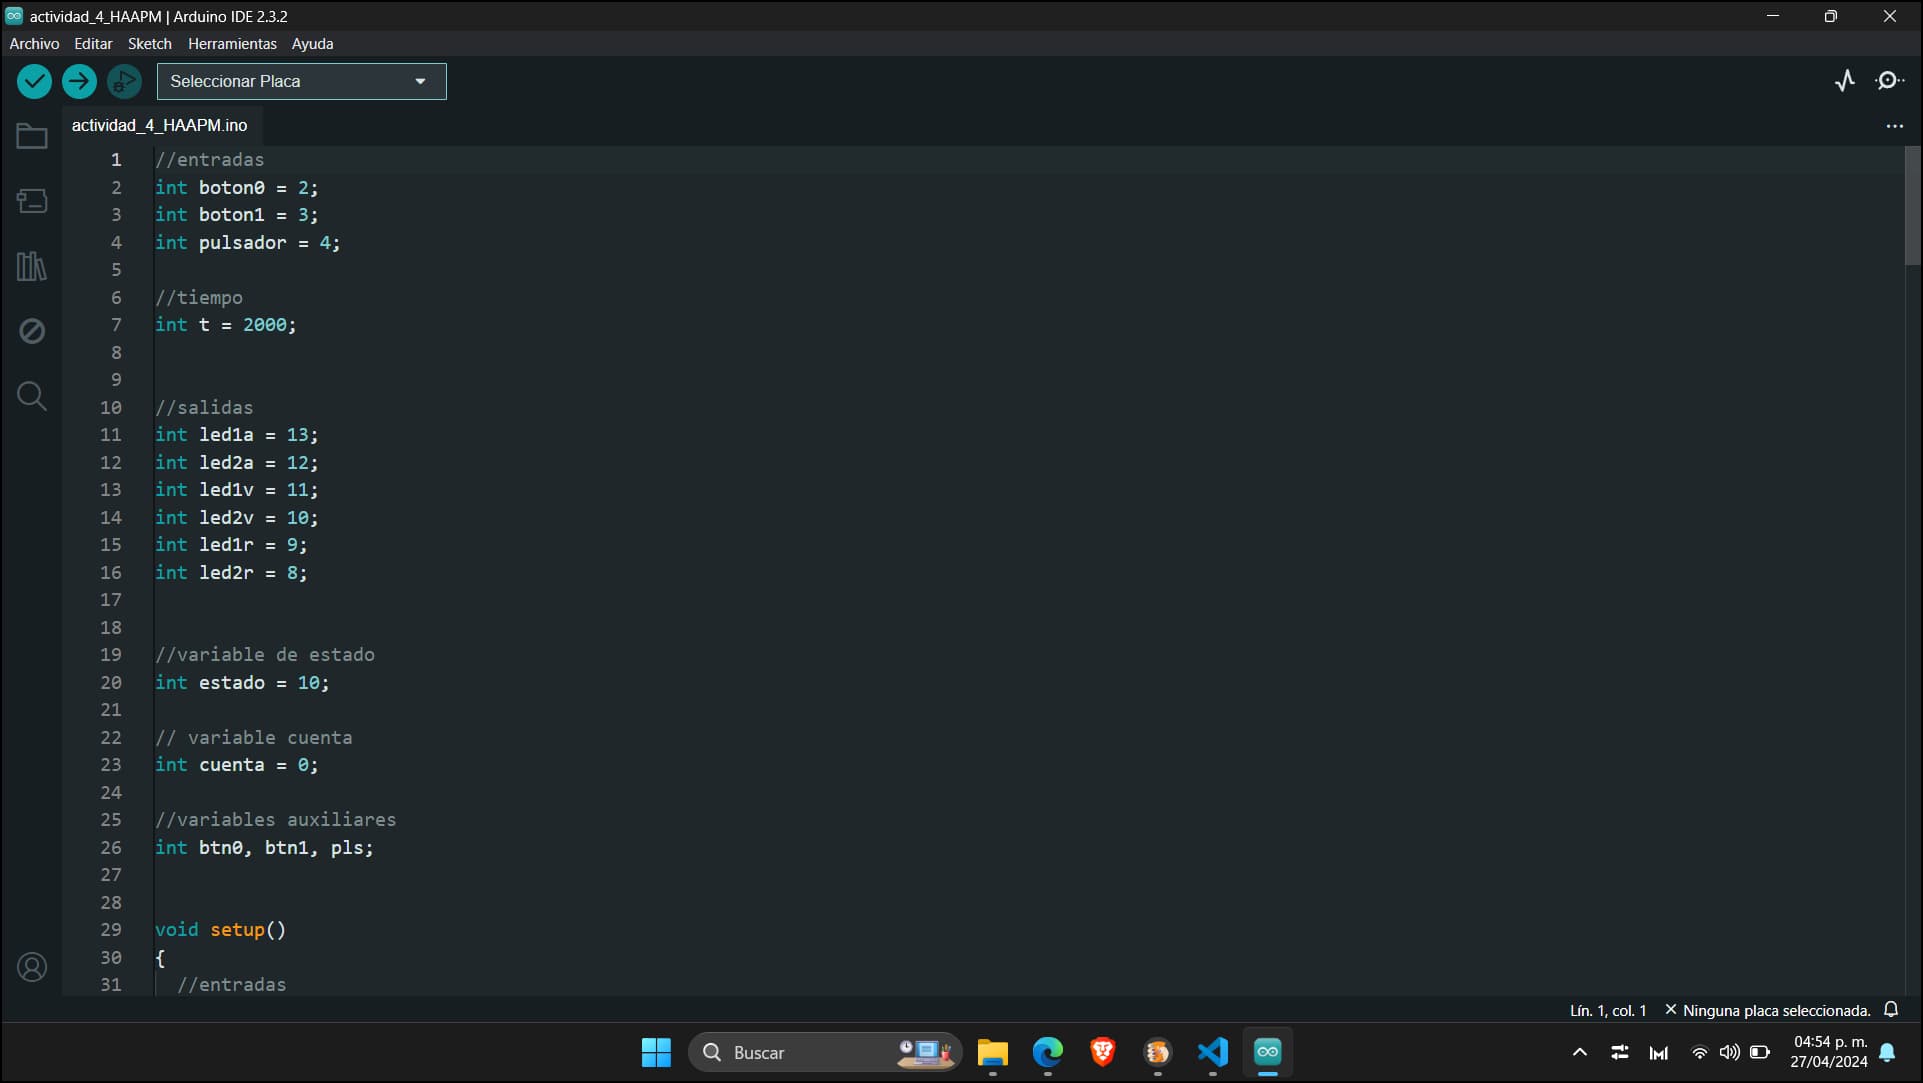 actividad_4_HAAPM | Arduino IDE 2.3.2
Archivo Editar Sketch Herramientas Ayuda
Seleccionar Placa
actividad_4_HAAPM.ino
1 //entradas
2 int boton0 = 2;
3 int boton1 = 3;
4 int pulsador = 4;
5
6 //tiempo
7 int t = 2000;
8
9
10 //salidas
11 int led1a = 13;
12 int led2a = 12;
13 int led1v = 11;
14 int led2v = 10;
15 int led1r = 9;
16 int led2r = 8;
17
18
19 //variable de estado
20 int estado = 10;
21
22 // variable cuenta
23 int cuenta = 0;
24
25 //variables auxiliares
26 int btn0, btn1, pls;
27
28
29 void setup()
30 {
31 //entradas
Lín. 1, col. 1 Ninguna placa seleccionada.
Buscar
04:54 p. m.
27/04/2024